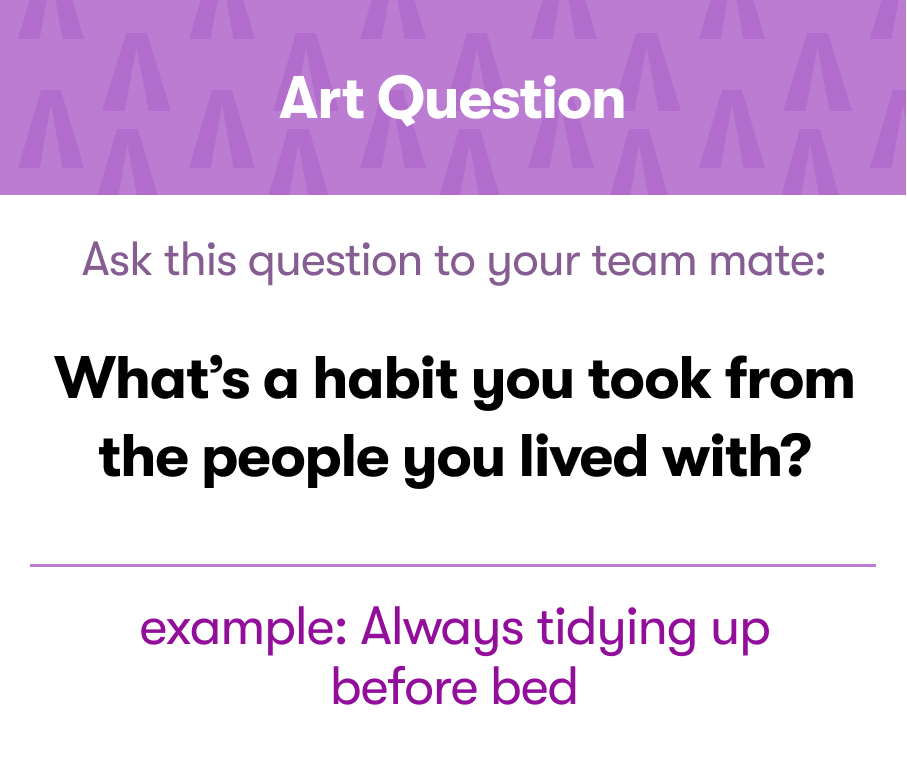 Art Question
Ask this question to your team mate:
What’s a habit you took from
the people you lived with?
example: Always tidying up
before bed